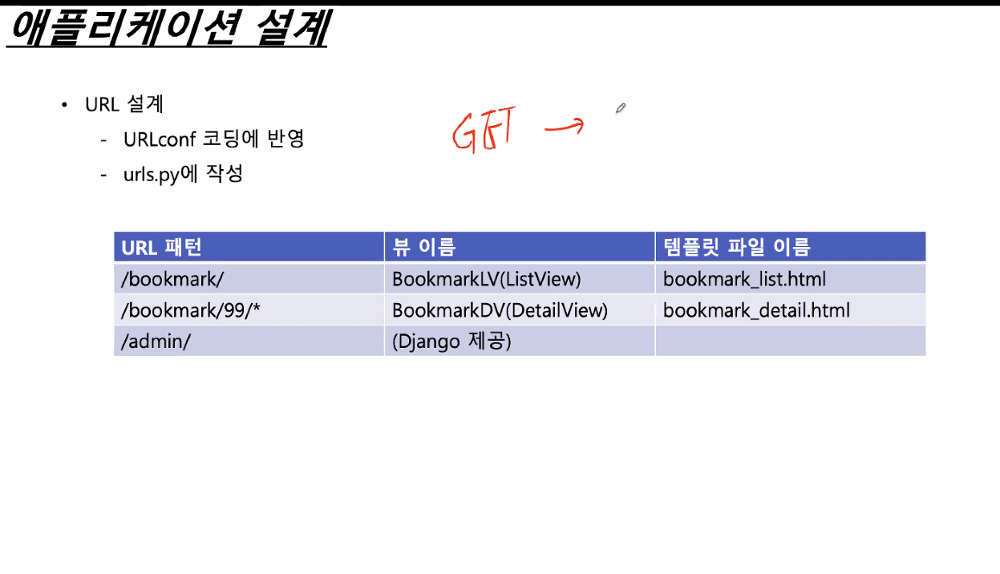 애플리케이션 설계
• URL 설계
- URLconf 코딩에 반영
- urls.py에 작성
GET →
URL 패턴 뷰 이름 템플릿 파일 이름
/bookmark/ BookmarkLV(ListView) bookmark_list.html
/bookmark/99/* BookmarkDV(DetailView) bookmark_detail.html
/admin/ (Django 제공)